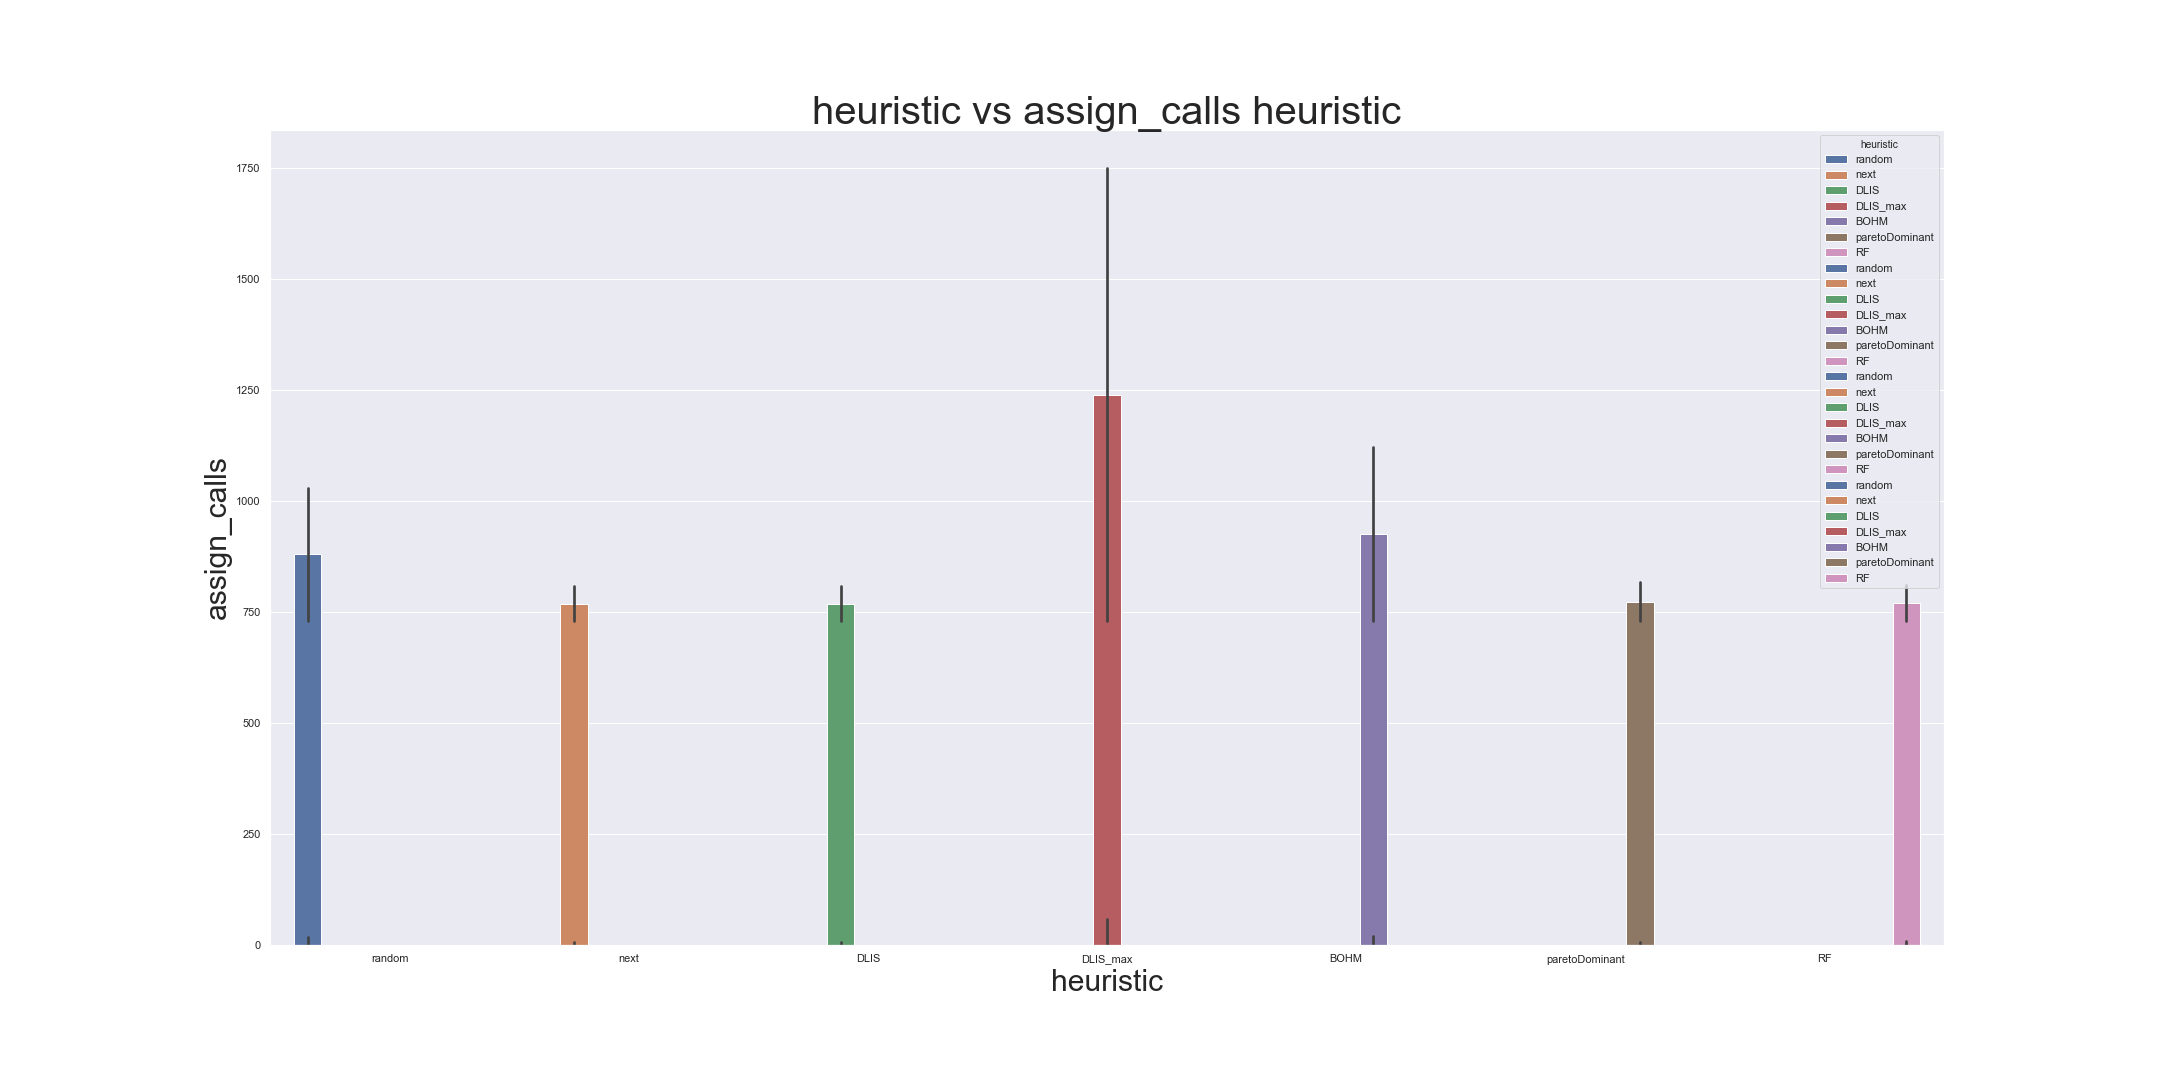 heuristic vs assign_calls heuristic
1750
1500
1250
1000
750
500
250
0
assign_calls
random
next
DLIS
DLIS_max
BOHM
paretoDominant
RF
heuristic
heuristic
random
next
DLIS
DLIS_max
BOHM
paretoDominant
RF
random
next
DLIS
DLIS_max
BOHM
paretoDominant
RF
random
next
DLIS
DLIS_max
BOHM
paretoDominant
RF
random
next
DLIS
DLIS_max
BOHM
paretoDominant
RF